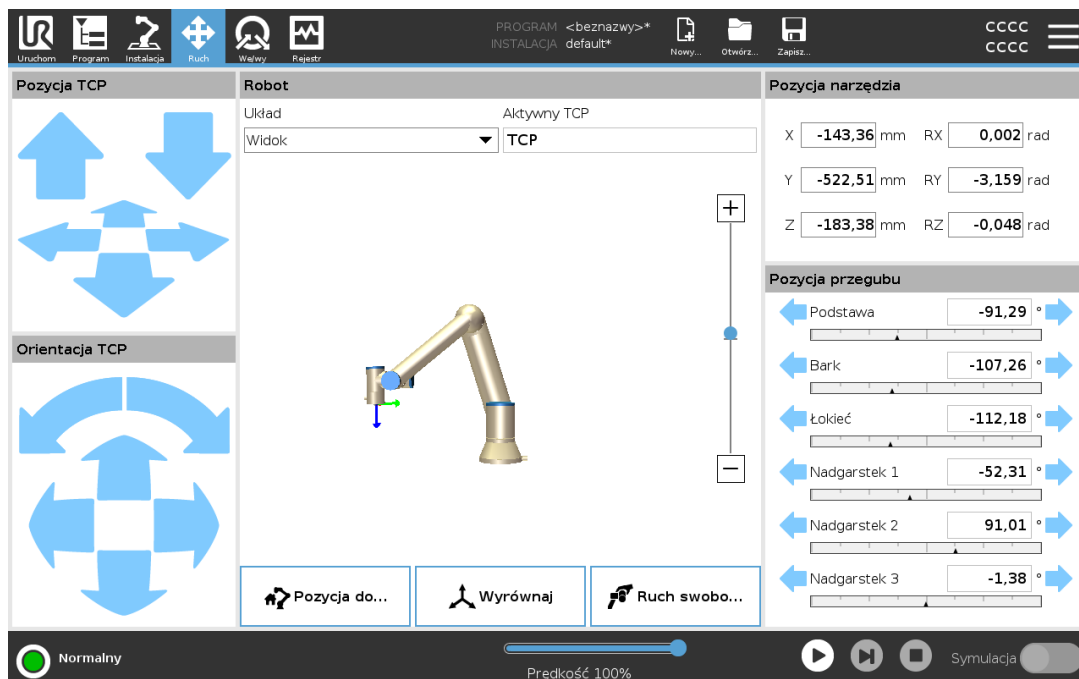 PROGRAM <beznazwy>*
INSTALACJA default*
CCCC
CCCC
Uruchom Program Instalacja Ruch We/wy Rejestr Nowy... Otwórz... Zapisz...
Pozycja TCP
Robot
Pozycja narzędzia
Układ
Aktywny TCP
Widok
TCP
X -143,36 mm RX 0,002 rad
Y -522,51 mm RY -3,159 rad
Z -183,38 mm RZ -0,048 rad
+
−
Pozycja przegubu
Podstawa -91,29 °
Bark -107,26 °
Łokieć -112,18 °
Nadgarstek 1 -52,31 °
Nadgarstek 2 91,01 °
Nadgarstek 3 -1,38 °
Orientacja TCP
Pozycja do...
Wyrównaj
Ruch swobo...
Normalny
Prędkość 100%
Symulacja